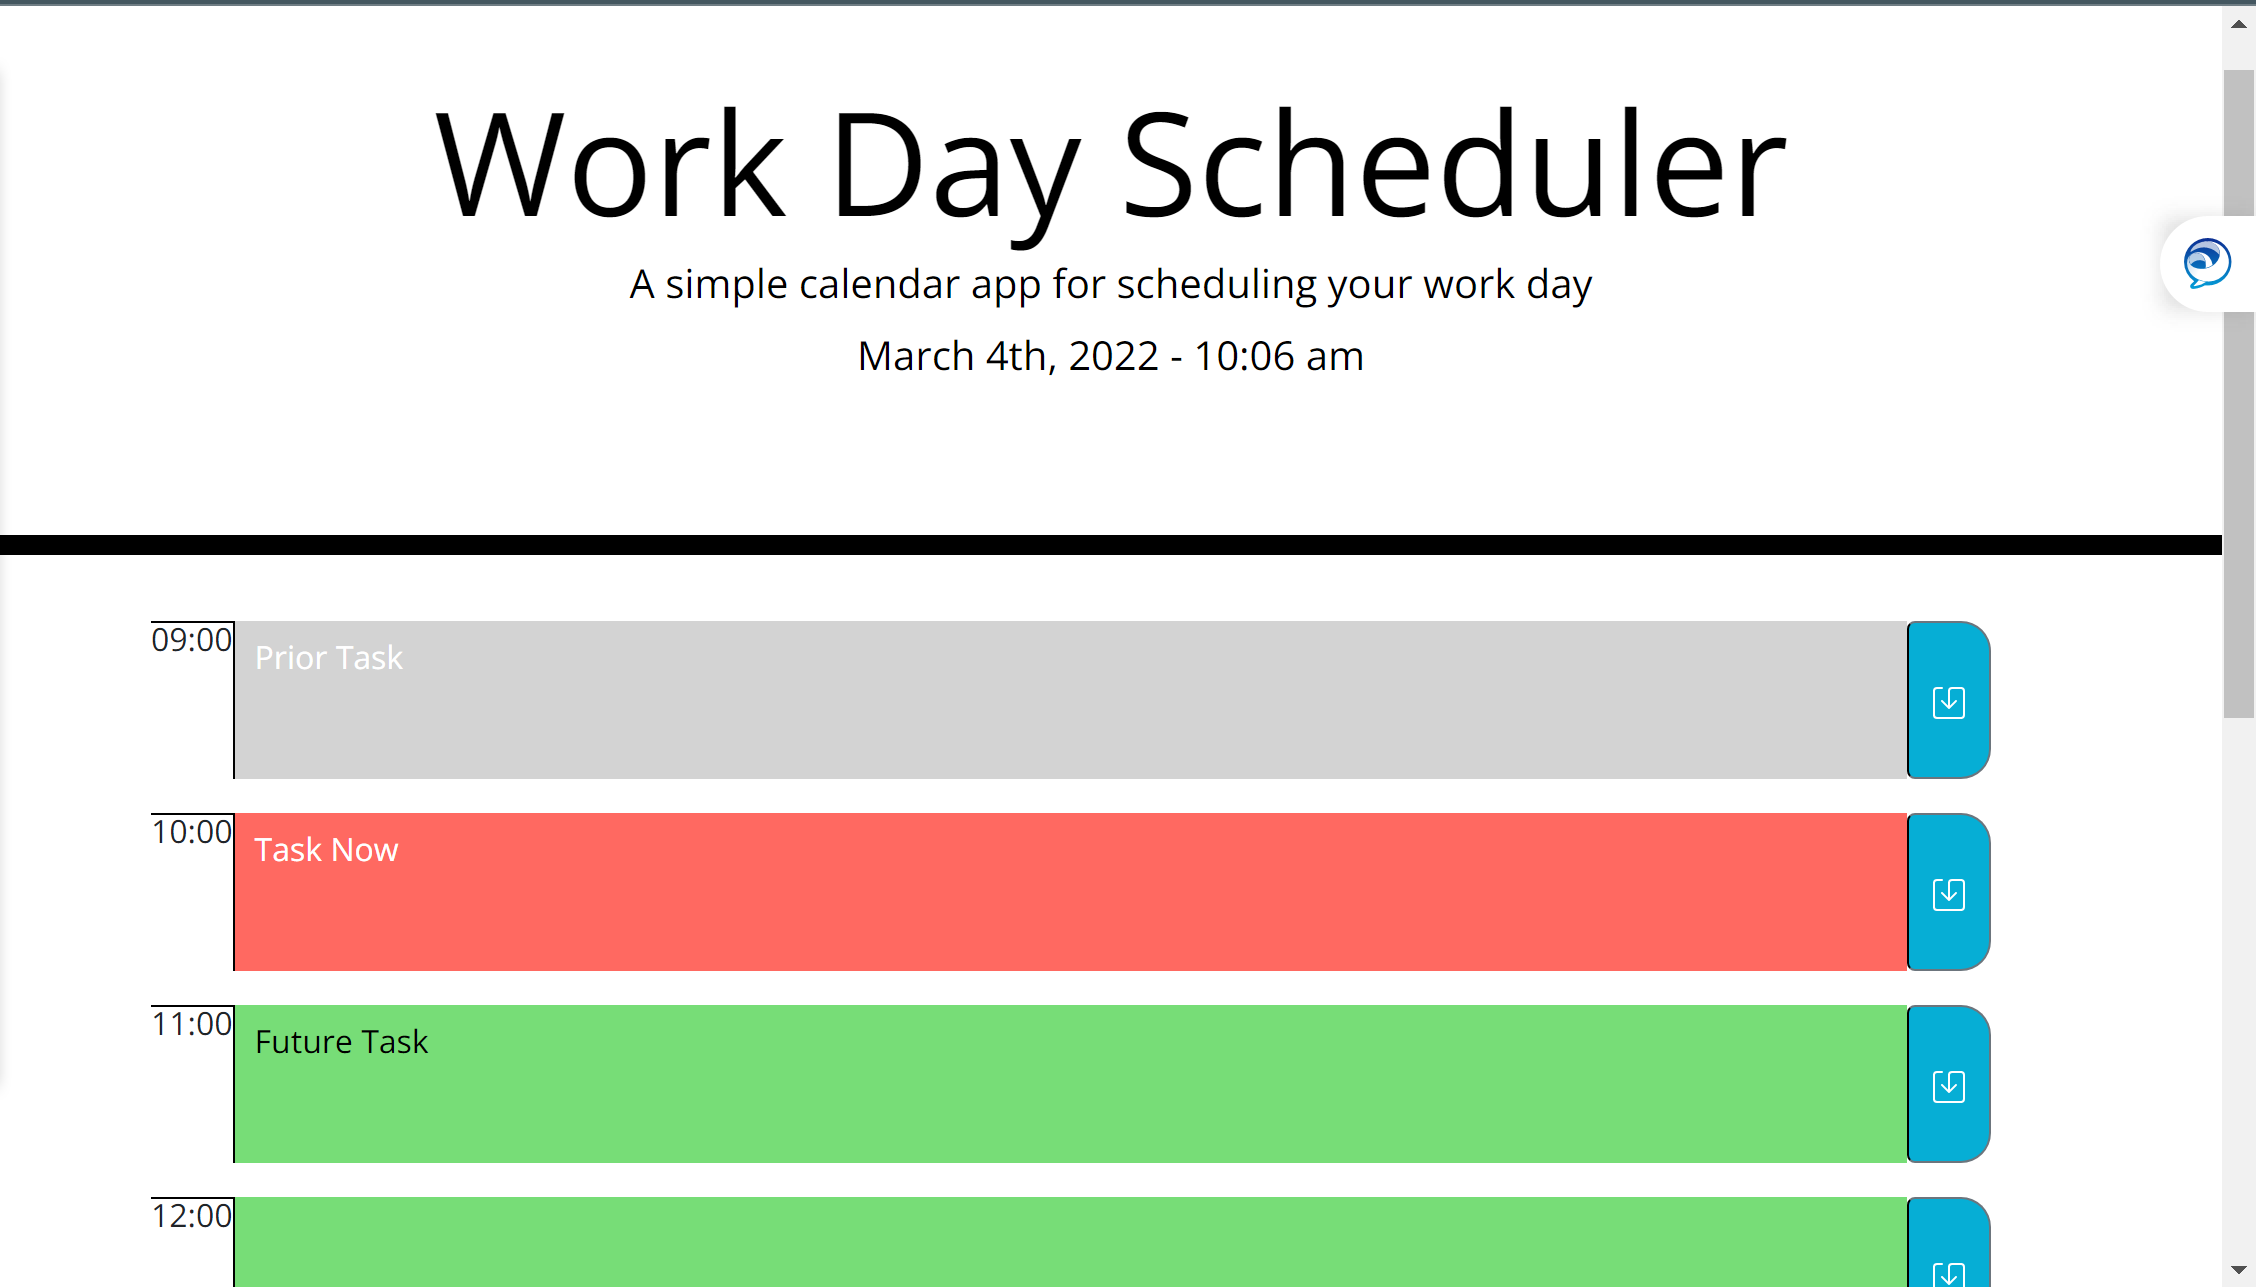 Work Day Scheduler
A simple calendar app for scheduling your work day
March 4th, 2022 - 10:06 am
09:00
Prior Task
10:00
Task Now
11:00
Future Task
12:00